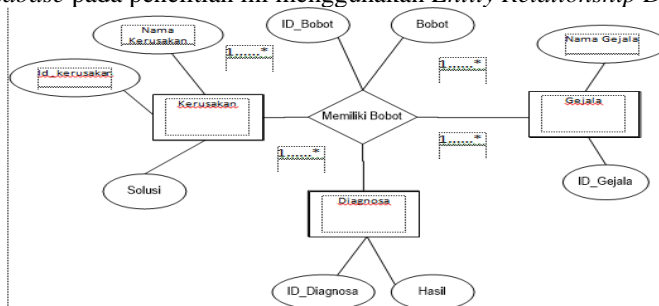 database pada penelitian ini menggunakan Entity Relationship D
ID_Bobot
Bobot
Nama
Kerusakan
Nama Gejala
1......*
1......*
Id_kerusakan
Kerusakan
Memiliki Bobot
Gejala
1......*
1......*
Solusi
ID_Gejala
Diagnosa
ID_Diagnosa
Hasil